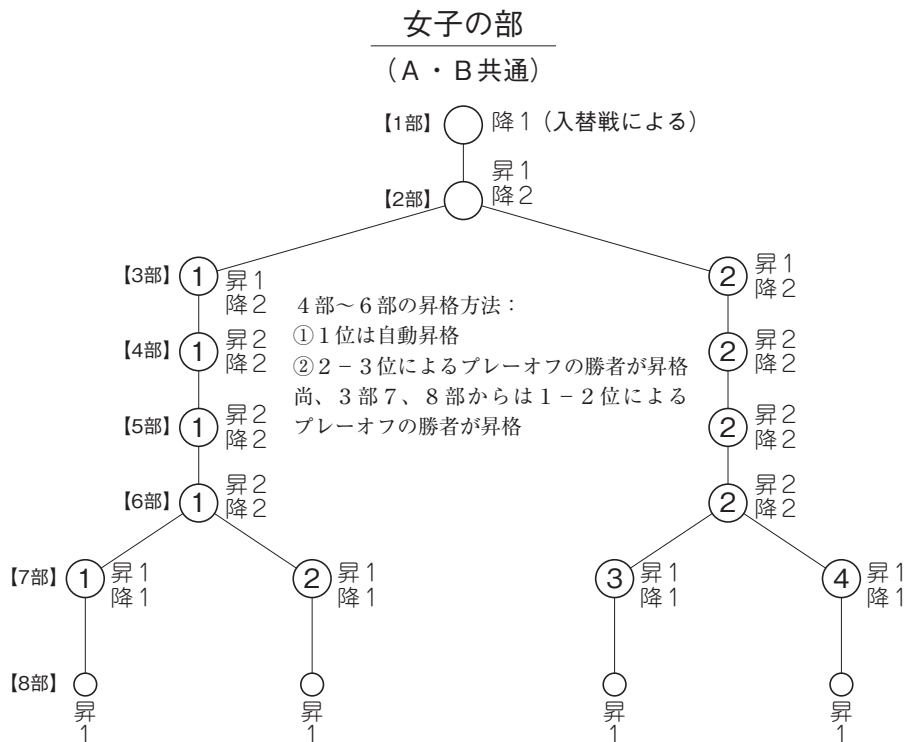 女子の部
(A・B共通)
【1部】 降1(入替戦による)
【2部】 昇1
降2
【3部】 1 昇1
降2
2 昇1
降2
4部~6部の昇格方法:
①1位は自動昇格
②2-3位によるプレーオフの勝者が昇格
尚、3部7、8部からは1-2位による
プレーオフの勝者が昇格
【4部】 1 昇2
降2
2 昇2
降2
【5部】 1 昇2
降2
2 昇2
降2
【6部】 1 昇2
降2
2 昇2
降2
【7部】 1 昇1
降1
2 昇1
降1
3 昇1
降1
4 昇1
降1
【8部】
昇1
昇1
昇1
昇1